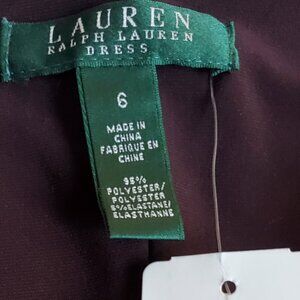 LAUREN
RALPH LAUREN
DRESS
6
MADE IN
CHINA
FABRIQUE EN
CHINE
95%
POLYESTER/
POLYESTER
5%ELASTANE/
ELASTHANNE